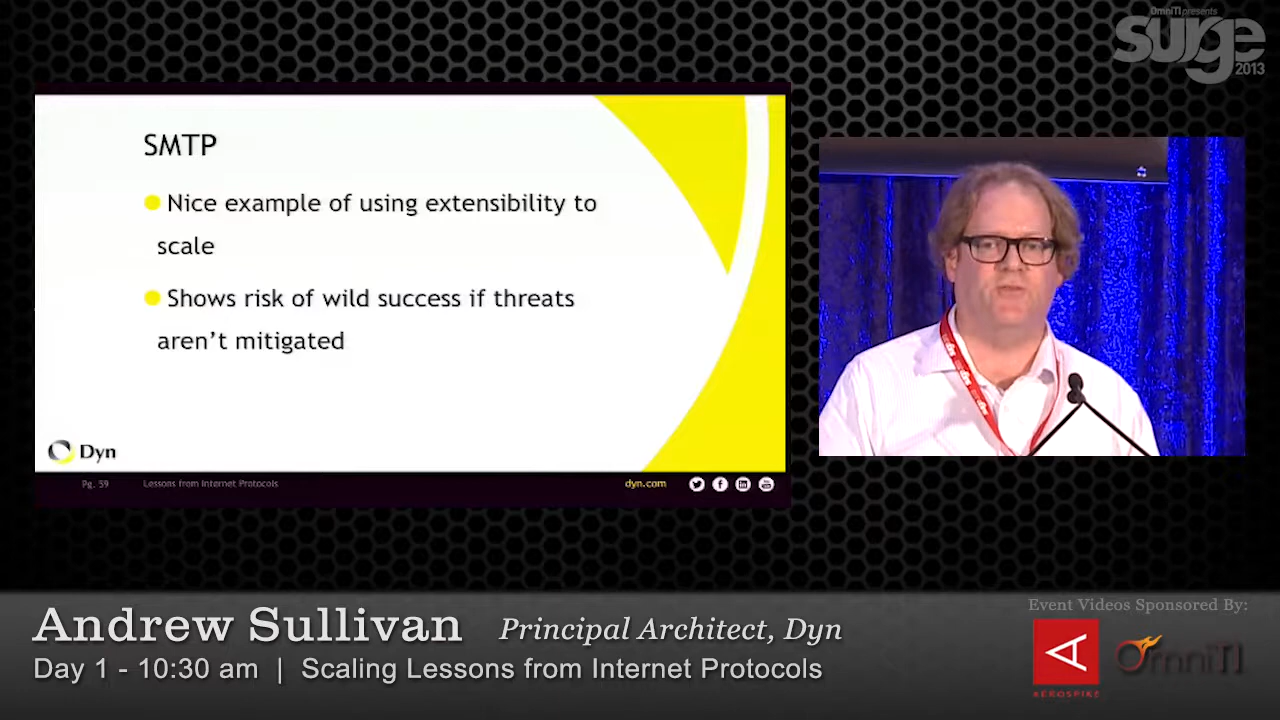 OmniTI presents
surge
2013
SMTP
Nice example of using extensibility to
scale
Shows risk of wild success if threats
aren't mitigated
Dyn
Pg. 59
Lessons from Internet Protocols
dyn.com
Andrew Sullivan
Principal Architect, Dyn
Day 1 - 10:30 am | Scaling Lessons from Internet Protocols
Event Videos Sponsored By:
AEROSPIKE
OmniTI